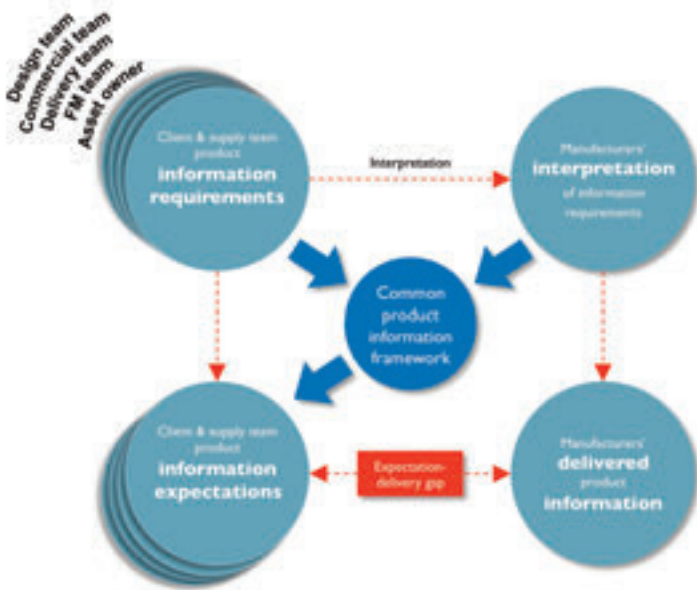 Design team
Commercial team
Delivery team
FM team
Asset owner
Client & supply team
product
information
requirements
Interpretation
Manufacturers'
interpretation
of information
requirements
Common
product
information
framework
Client & supply team
product
information
expectations
Expectation-
delivery gap
Manufacturers'
delivered
product
information